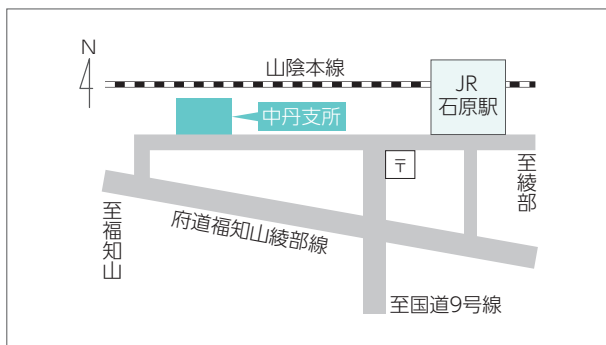 N
山陰本線
JR
石原駅
中丹支所
〒
至綾部
至福知山
府道福知山綾部線
至国道9号線